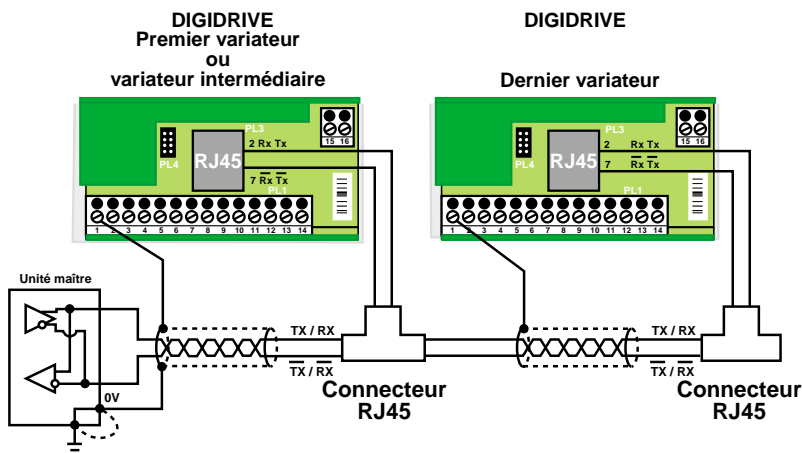 DIGIDRIVE
Premier variateur
ou
variateur intermédiaire
DIGIDRIVE
Dernier variateur
PL3
2 Rx Tx
RJ45
PL4
7 Rx Tx
PL1
15 16
1 2 3 4 5 6 7 8 9 10 11 12 13 14
PL3
2 Rx Tx
RJ45
PL4
7 Rx Tx
PL1
15 16
1 2 3 4 5 6 7 8 9 10 11 12 13 14
Unité maître
0V
TX / RX
TX / RX
Connecteur
RJ45
TX / RX
TX / RX
Connecteur
RJ45